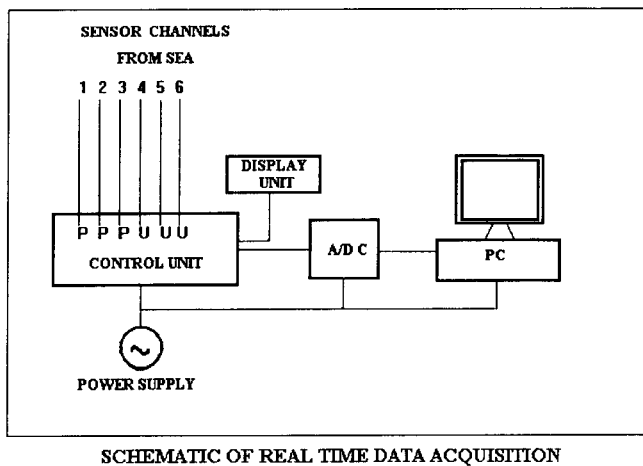 SENSOR CHANNELS
FROM SEA
1 2 3 4 5 6
DISPLAY
UNIT
P P P U U U
CONTROL UNIT
A/D C
PC
~
POWER SUPPLY
SCHEMATIC OF REAL TIME DATA ACQUISITION